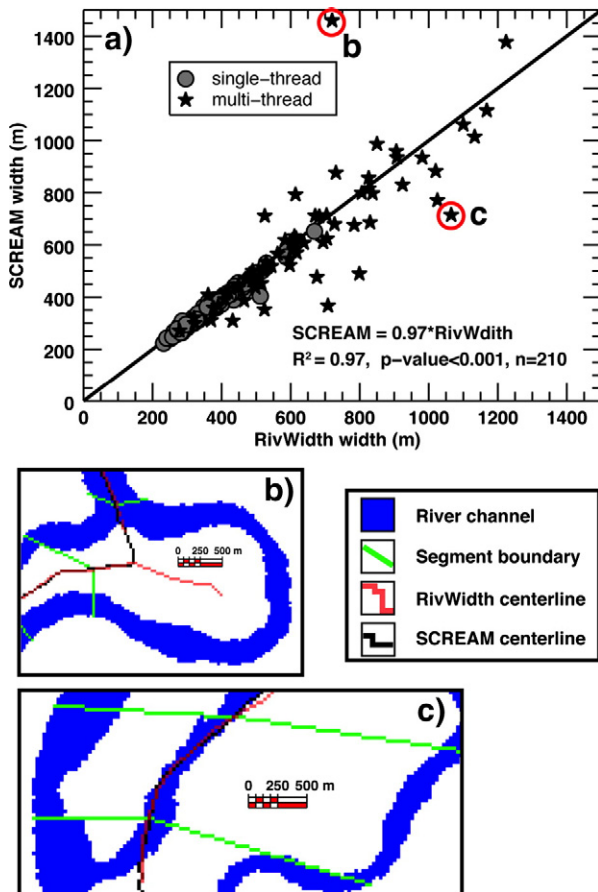 a)
b
c
single-thread
multi-thread
SCREAM = 0.97*RivWdith
R² = 0.97, p-value<0.001, n=210
SCREAM width (m)
1400
1200
1000
800
600
400
200
0
0 200 400 600 800 1000 1200 1400
RivWidth width (m)
b)
0 250 500 m
River channel
Segment boundary
RivWidth centerline
SCREAM centerline
c)
0 250 500 m